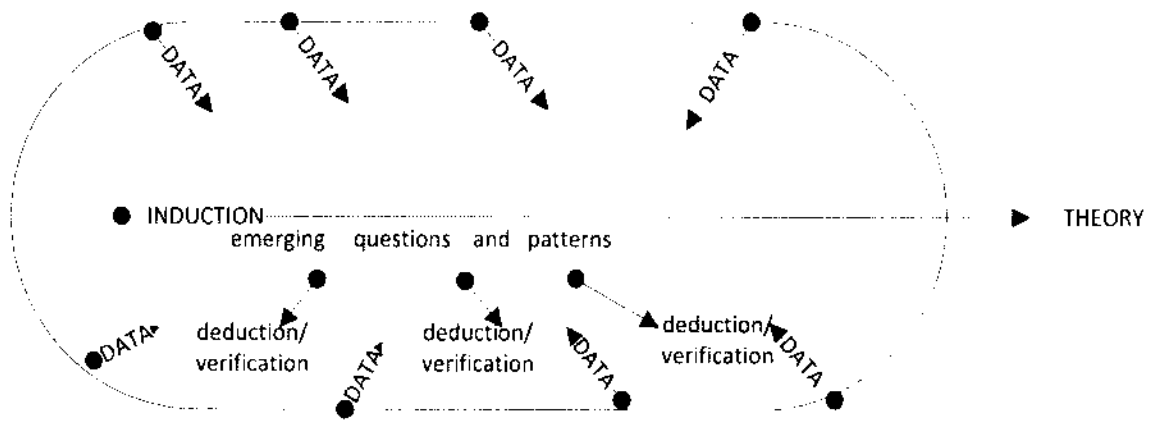 DATA
DATA
DATA
DATA
INDUCTION
THEORY
emerging questions and patterns
deduction/
verification
deduction/
verification
deduction/
verification
DATA
DATA
DATA
DATA